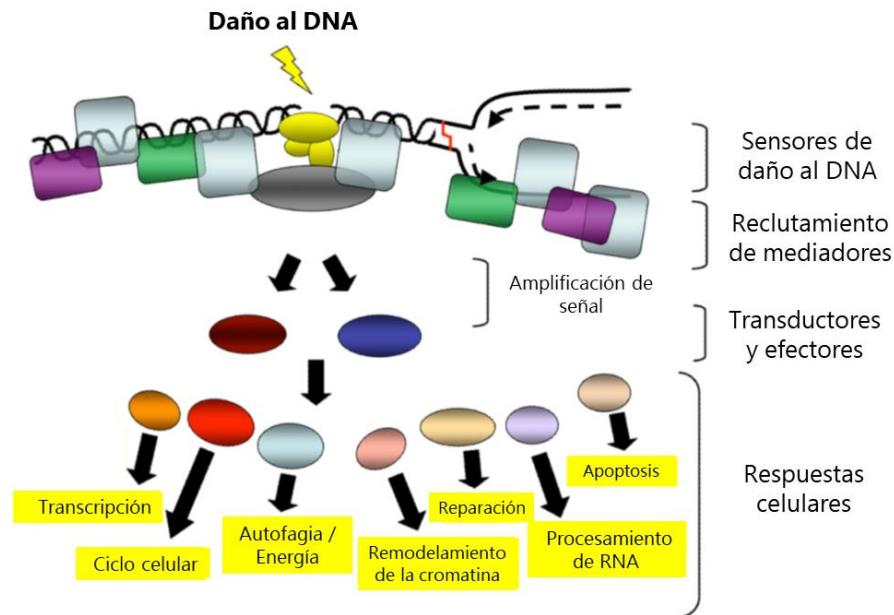 Daño al DNA
Sensores de
daño al DNA
Reclutamiento
de mediadores
Amplificación de
señal
Transductores
y efectores
Respuestas
celulares
Apoptosis
Transcripción
Reparación
Autofagia /
Energía
Procesamiento
de RNA
Ciclo celular
Remodelamiento
de la cromatina